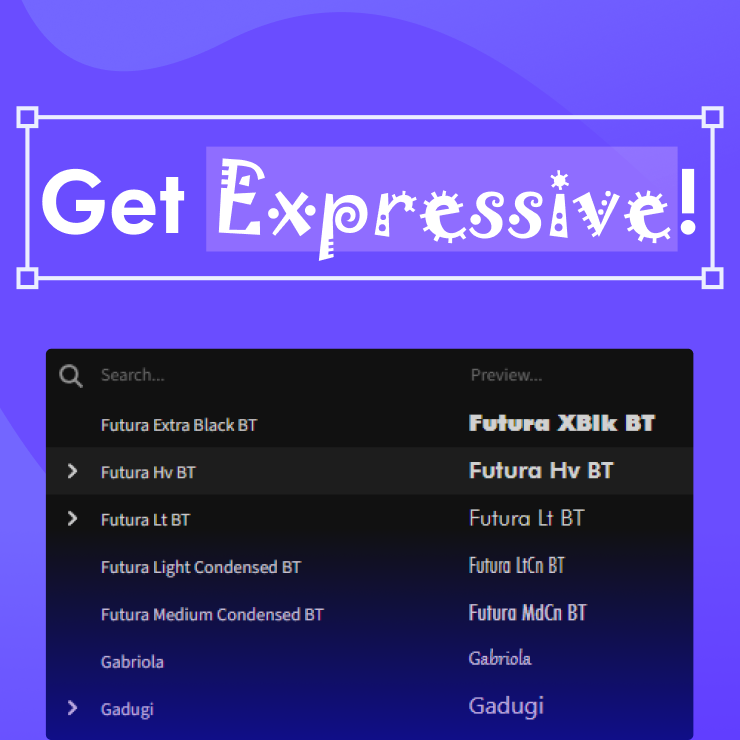 Get Expressive!
Search... Preview...
Futura Extra Black BT Futura XBlk BT
Futura Hv BT Futura Hv BT
Futura Lt BT Futura Lt BT
Futura Light Condensed BT Futura LtCn BT
Futura Medium Condensed BT Futura MdCn BT
Gabriola Gabriola
Gadugi Gadugi